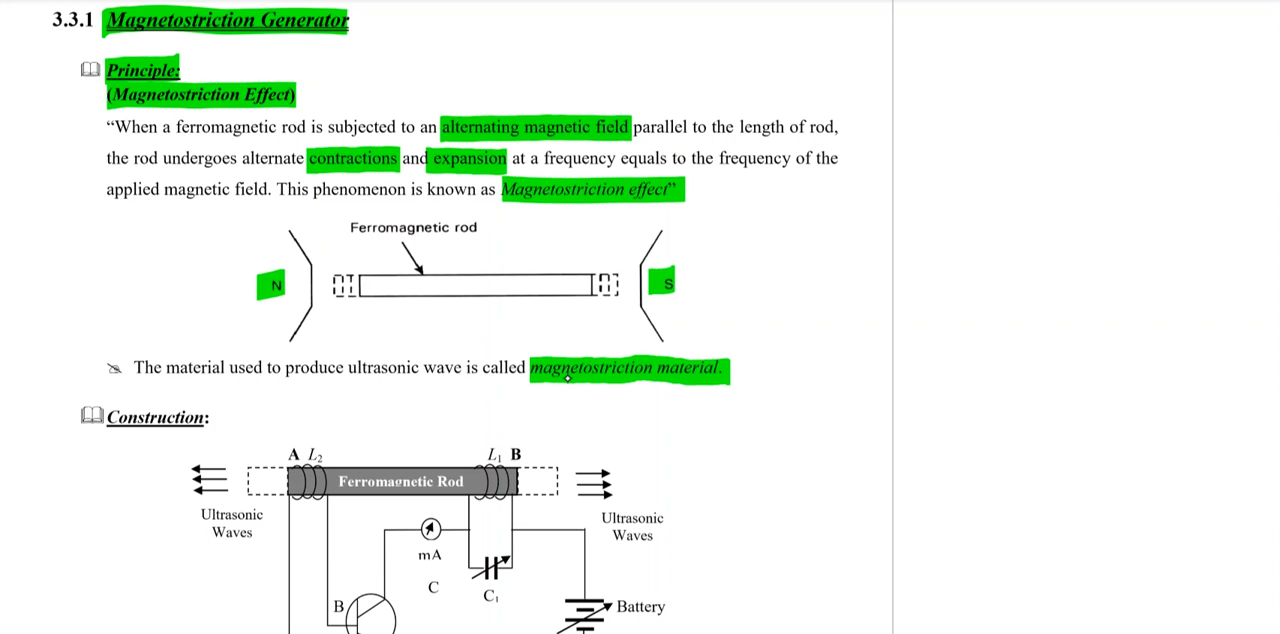 3.3.1 Magnetostriction Generator
Principle:
(Magnetostriction Effect)
“When a ferromagnetic rod is subjected to an alternating magnetic field parallel to the length of rod,
the rod undergoes alternate contractions and expansion at a frequency equals to the frequency of the
applied magnetic field. This phenomenon is known as Magnetostriction effect”
Ferromagnetic rod
N
S
The material used to produce ultrasonic wave is called magnetostriction material.
Construction:
A L₂
L₁ B
Ferromagnetic Rod
Ultrasonic
Waves
Ultrasonic
Waves
mA
C
C₁
B
Battery